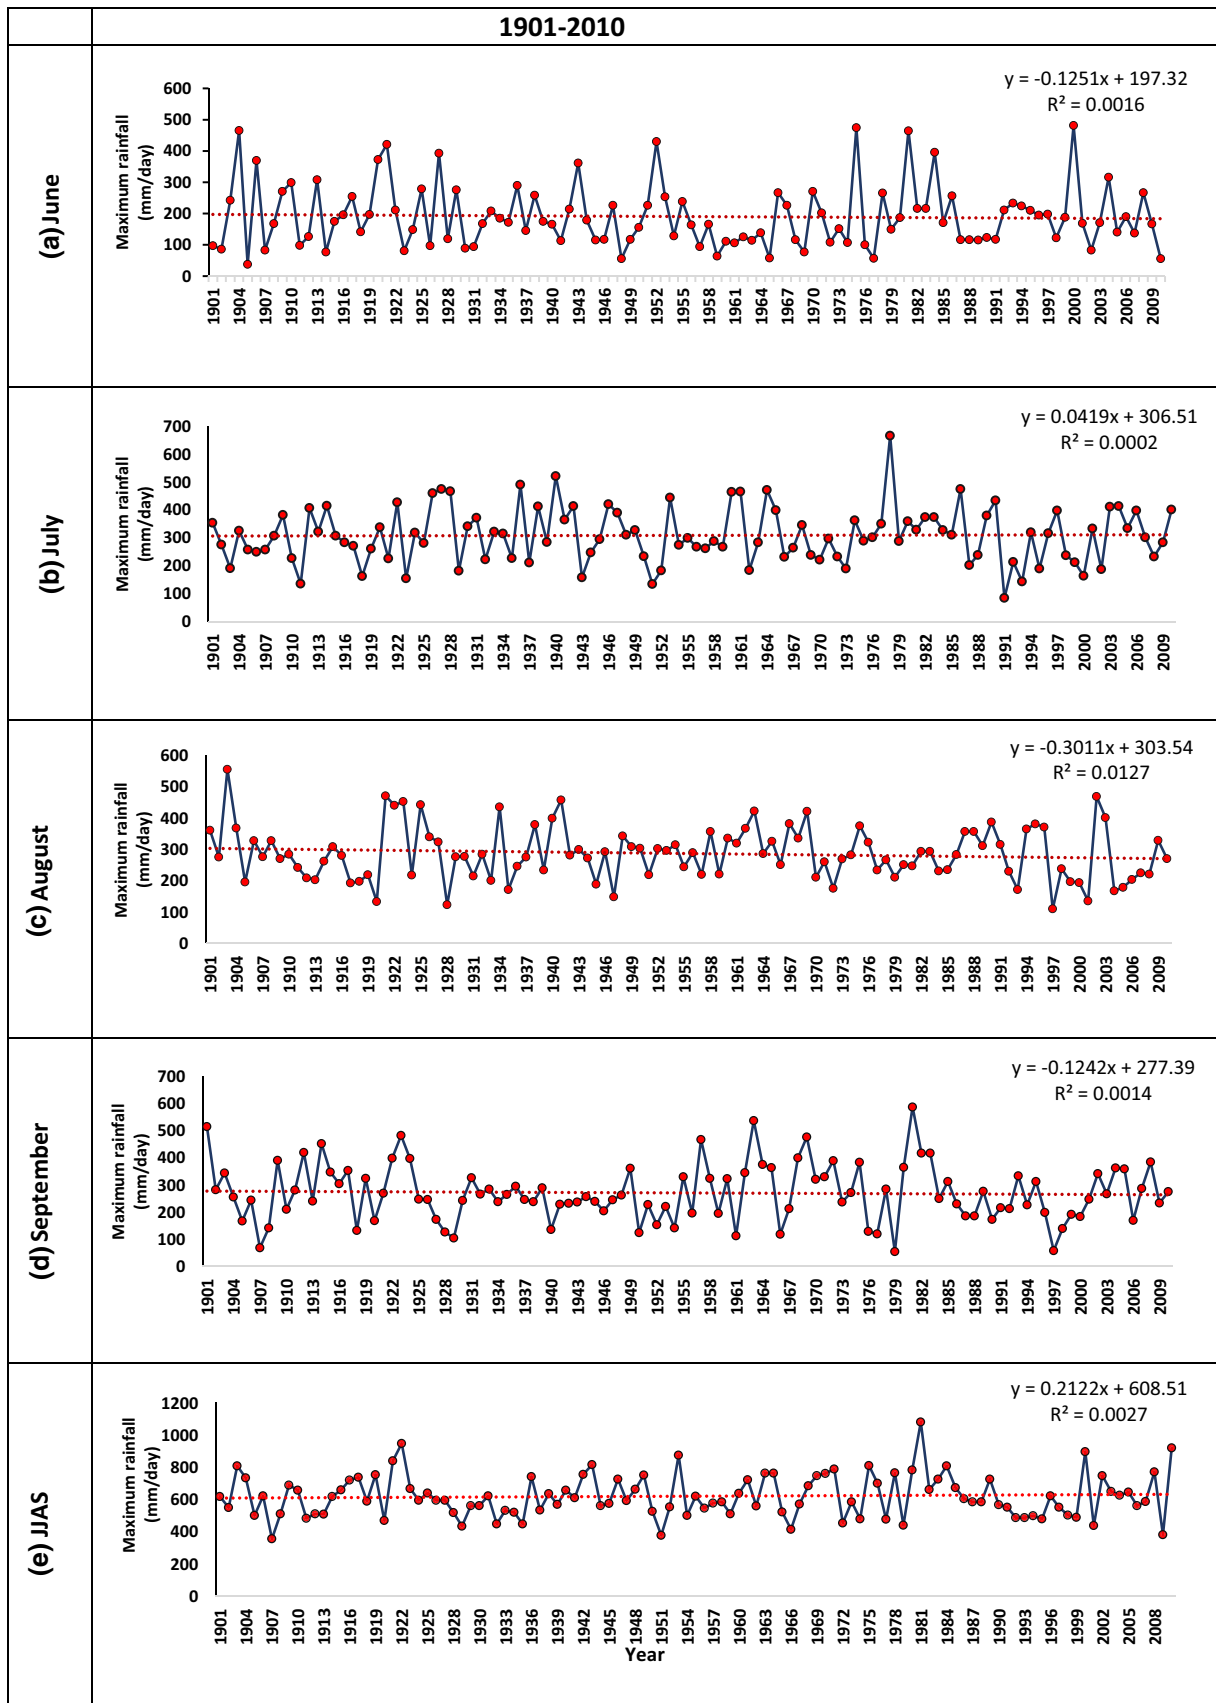 1901-2010
(a) June
y = -0.1251x + 197.32
R² = 0.0016
Maximum rainfall
(mm/day)
600
500
400
300
200
100
0
1901 1904 1907 1910 1913 1916 1919 1922 1925 1928 1931 1934 1937 1940 1943 1946 1949 1952 1955 1958 1961 1964 1967 1970 1973 1976 1979 1982 1985 1988 1991 1994 1997 2000 2003 2006 2009
(b) July
y = 0.0419x + 306.51
R² = 0.0002
Maximum rainfall
(mm/day)
700
600
500
400
300
200
100
0
1901 1904 1907 1910 1913 1916 1919 1922 1925 1928 1931 1934 1937 1940 1943 1946 1949 1952 1955 1958 1961 1964 1967 1970 1973 1976 1979 1982 1985 1988 1991 1994 1997 2000 2003 2006 2009
(c) August
y = -0.3011x + 303.54
R² = 0.0127
Maximum rainfall
(mm/day)
600
500
400
300
200
100
0
1901 1904 1907 1910 1913 1916 1919 1922 1925 1928 1931 1934 1937 1940 1943 1946 1949 1952 1955 1958 1961 1964 1967 1970 1973 1976 1979 1982 1985 1988 1991 1994 1997 2000 2003 2006 2009
(d) September
y = -0.1242x + 277.39
R² = 0.0014
Maximum rainfall
(mm/day)
700
600
500
400
300
200
100
0
1901 1904 1907 1910 1913 1916 1919 1922 1925 1928 1931 1934 1937 1940 1943 1946 1949 1952 1955 1958 1961 1964 1967 1970 1973 1976 1979 1982 1985 1988 1991 1994 1997 2000 2003 2006 2009
(e) JJAS
y = 0.2122x + 608.51
R² = 0.0027
Maximum rainfall
(mm/day)
1200
1000
800
600
400
200
0
1901 1904 1907 1910 1913 1916 1919 1922 1925 1928 1930 1933 1936 1939 1942 1945 1948 1951 1954 1957 1960 1963 1966 1969 1972 1975 1978 1981 1984 1987 1990 1993 1996 1999 2002 2005 2008
Year